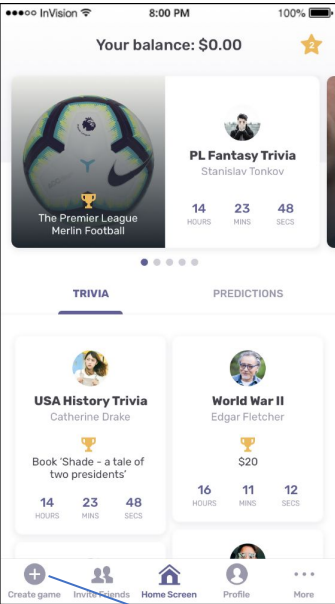 InVision 8:00 PM 100%
Your balance: $0.00 2
PL Fantasy Trivia
Stanislav Tonkov
14 23 48
HOURS MINS SECS
The Premier League
Merlin Football
TRIVIA PREDICTIONS
USA History Trivia
Catherine Drake
Book 'Shade - a tale of
two presidents'
14 23 48
HOURS MINS SECS
World War II
Edgar Fletcher
$20
16 11 12
HOURS MINS SECS
Create game Invite Friends Home Screen Profile More